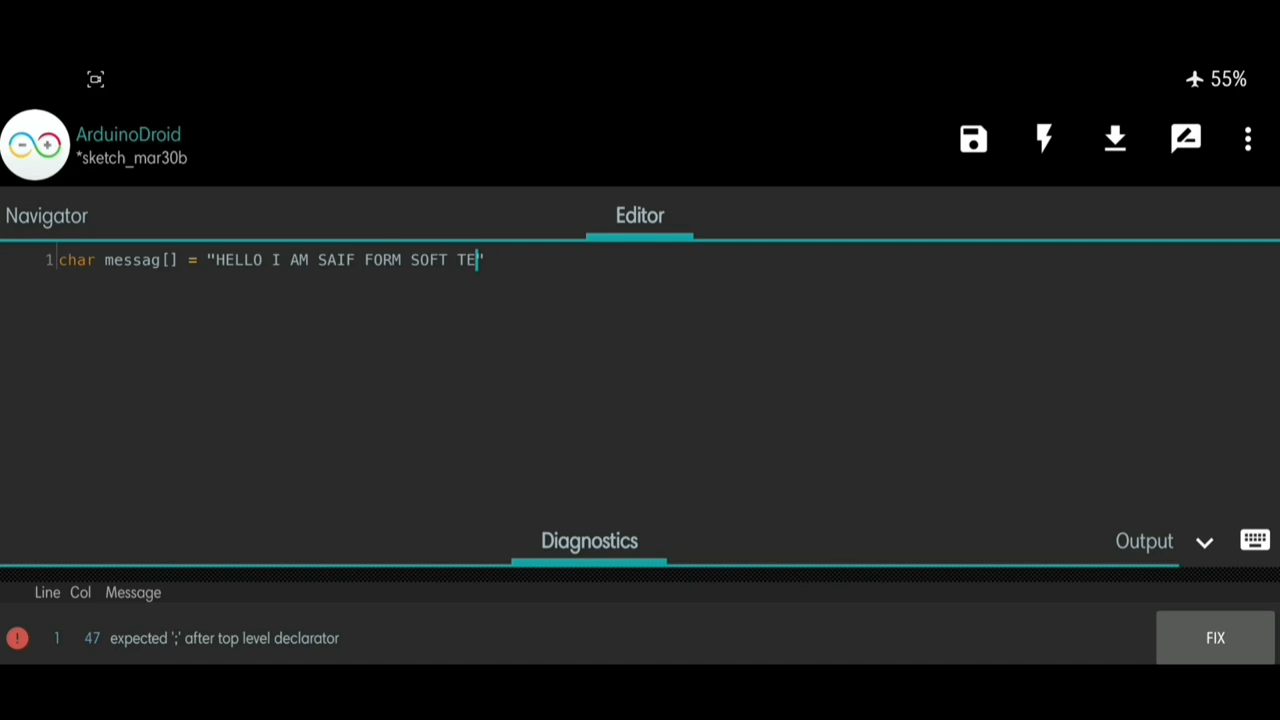 55%
ArduinoDroid
*sketch_mar30b
Navigator Editor
1 char messag[] = "HELLO I AM SAIF FORM SOFT TE"
Diagnostics Output
Line Col Message
! 1 47 expected ';' after top level declarator FIX